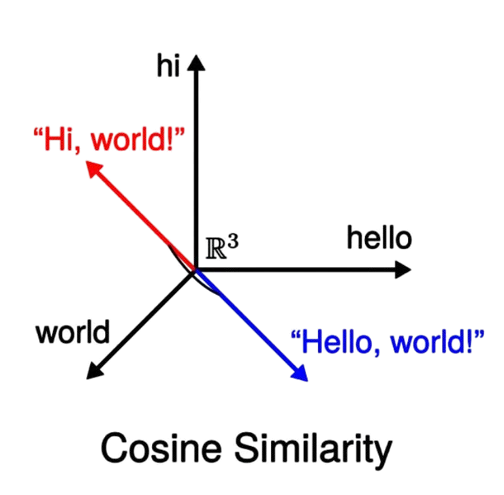 hi
“Hi, world!”
ℝ³
hello
world
“Hello, world!”
Cosine Similarity